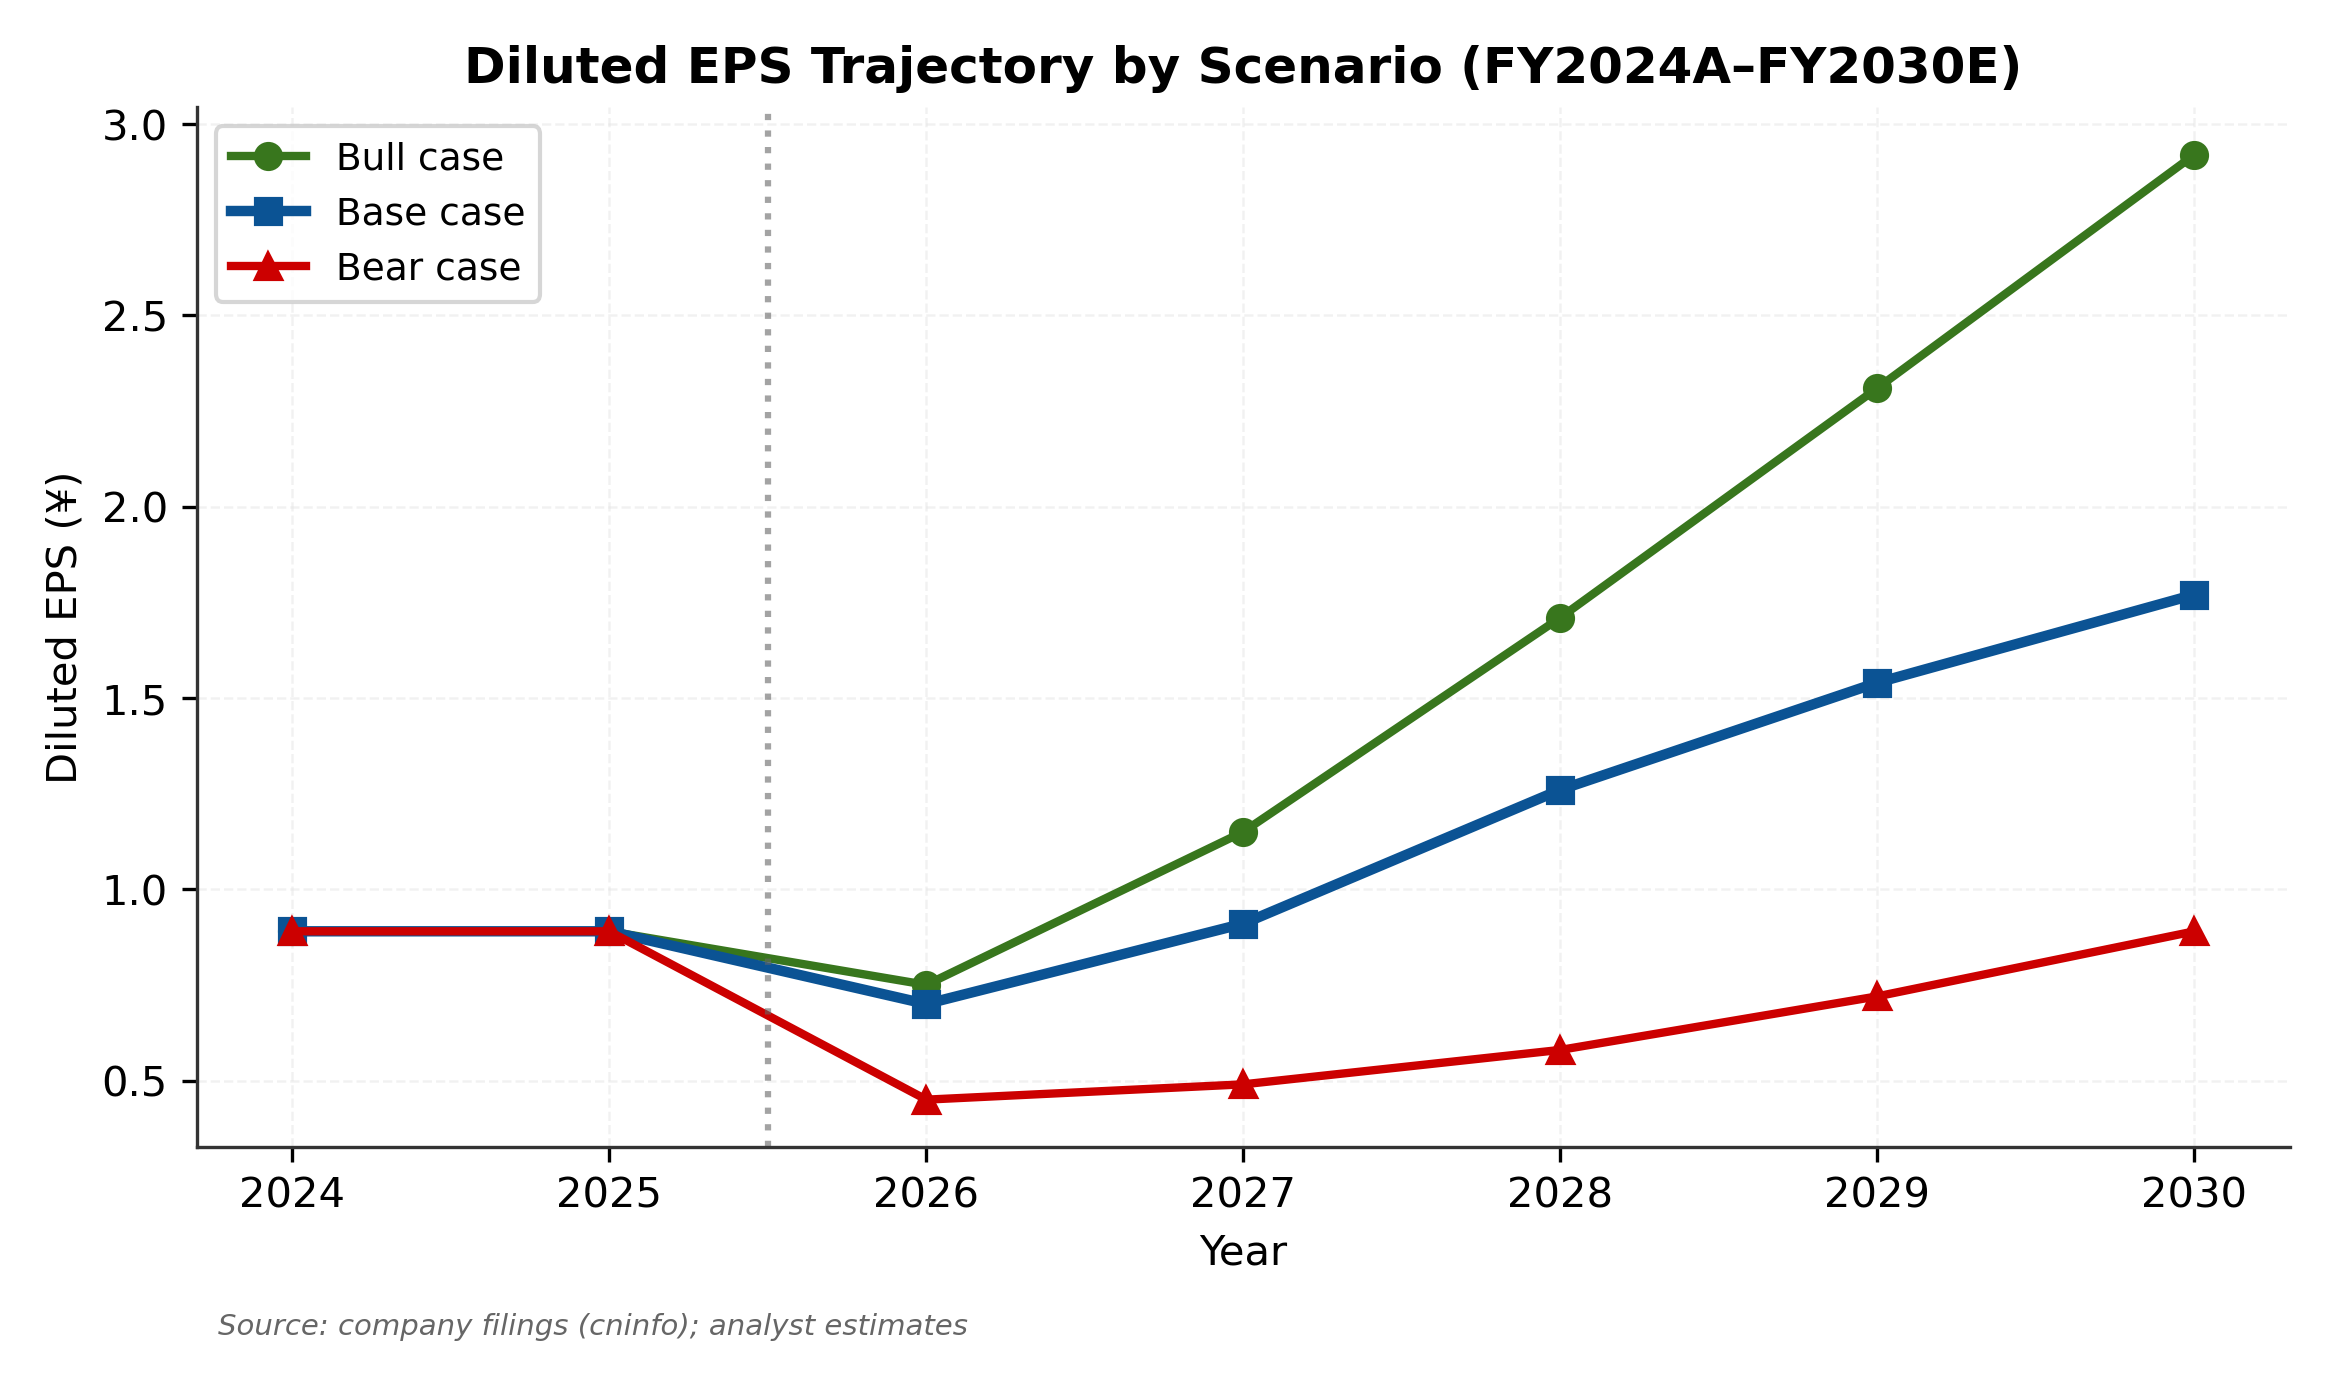 Diluted EPS Trajectory by Scenario (FY2024A–FY2030E)
Bull case
Base case
Bear case
Diluted EPS (¥)
3.0
2.5
2.0
1.5
1.0
0.5
2024 2025 2026 2027 2028 2029 2030
Year
Source: company filings (cninfo); analyst estimates